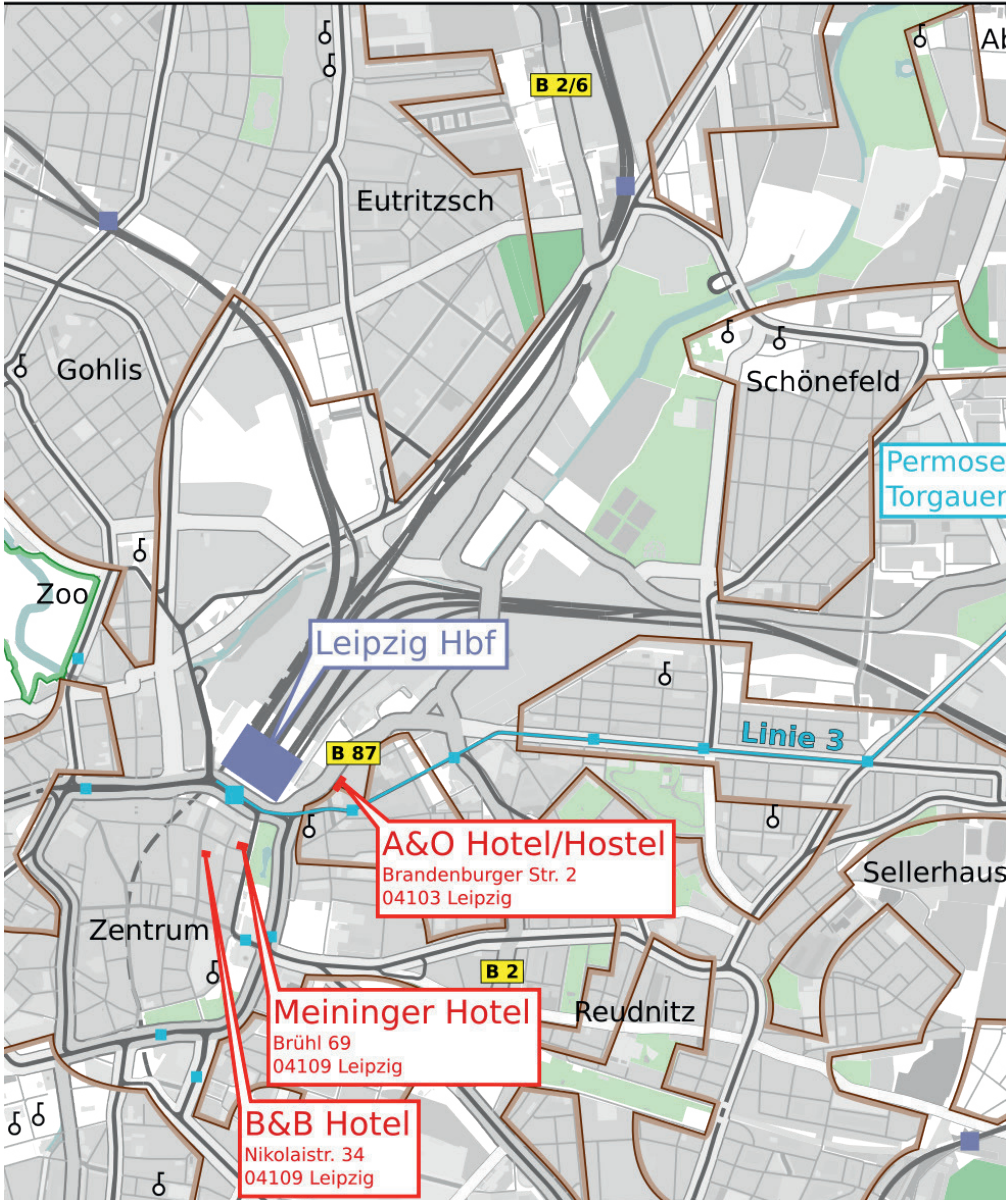 B 2/6
Ab
Eutritzsch
Gohlis
Schönefeld
Permose
Torgauer
Zoo
Leipzig Hbf
Linie 3
B 87
A&O Hotel/Hostel
Brandenburger Str. 2
04103 Leipzig
Sellerhaus
Zentrum
B 2
Meininger Hotel
Brühl 69
04109 Leipzig
Reudnitz
B&B Hotel
Nikolaistr. 34
04109 Leipzig